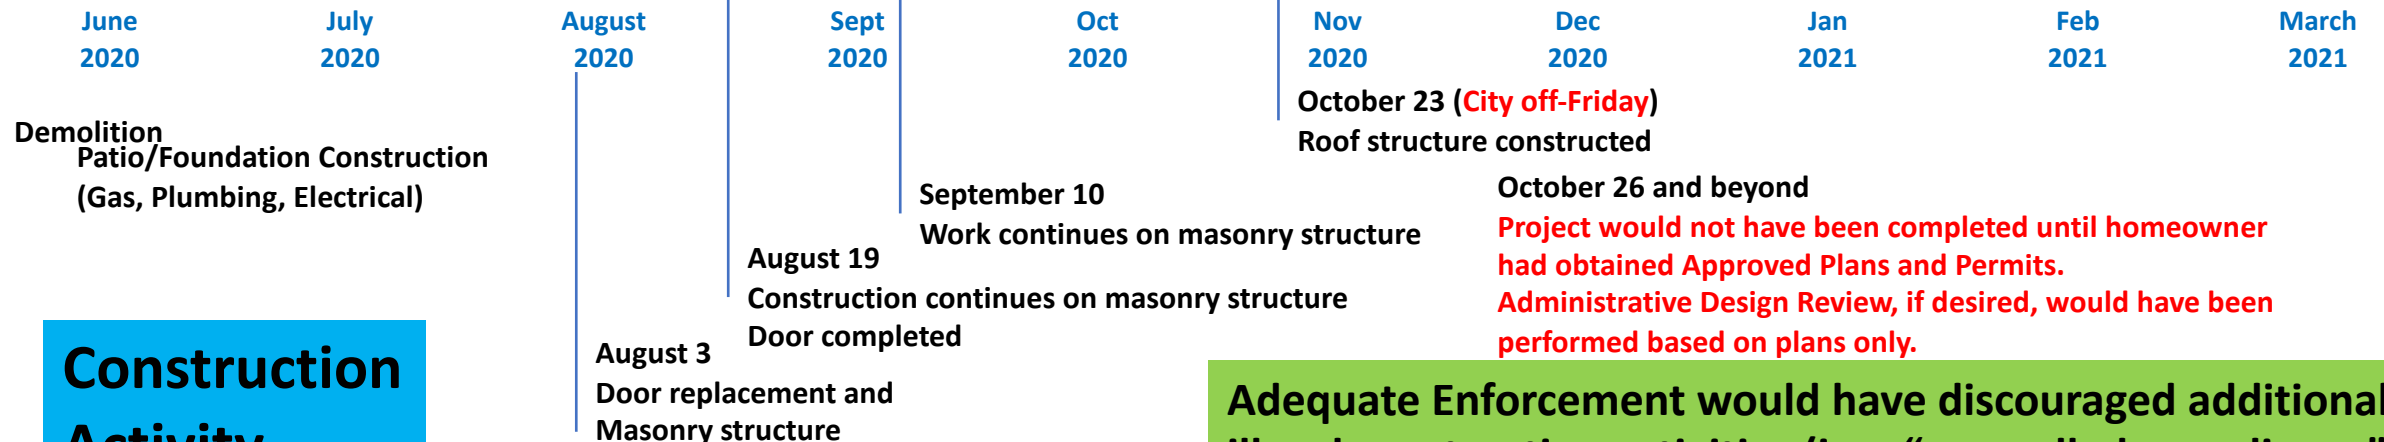 June July August Sept Oct Nov Dec Jan Feb March
2020 2020 2020 2020 2020 2020 2020 2021 2021 2021
Demolition
Patio/Foundation Construction
(Gas, Plumbing, Electrical)
October 23 (City off-Friday)
Roof structure constructed
September 10
Work continues on masonry structure
October 26 and beyond
Project would not have been completed until homeowner
had obtained Approved Plans and Permits.
Administrative Design Review, if desired, would have been
performed based on plans only.
August 19
Construction continues on masonry structure
Door completed
August 3
Door replacement and
Masonry structure
Construction
Activity
Adequate Enforcement would have discouraged additional